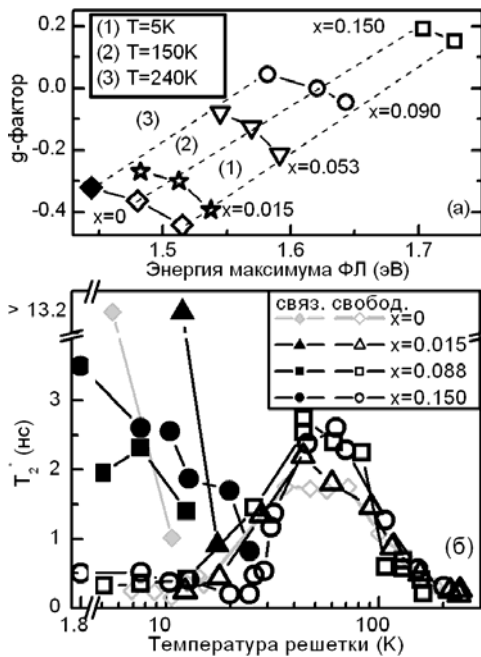 (1) T=5K
(2) T=150K
(3) T=240K
x=0.150
x=0.090
x=0.053
x=0.015
x=0
(3)
(2)
(1)
(а)
0.2
0.0
-0.2
-0.4
g-фактор
1.5 1.6 1.7
Энергия максимума ФЛ (эВ)
> 13.2
3
2
1
0
T2* (нс)
связ. свобод.
x=0
x=0.015
x=0.088
x=0.150
(б)
1.8 10 100
Температура решетки (К)